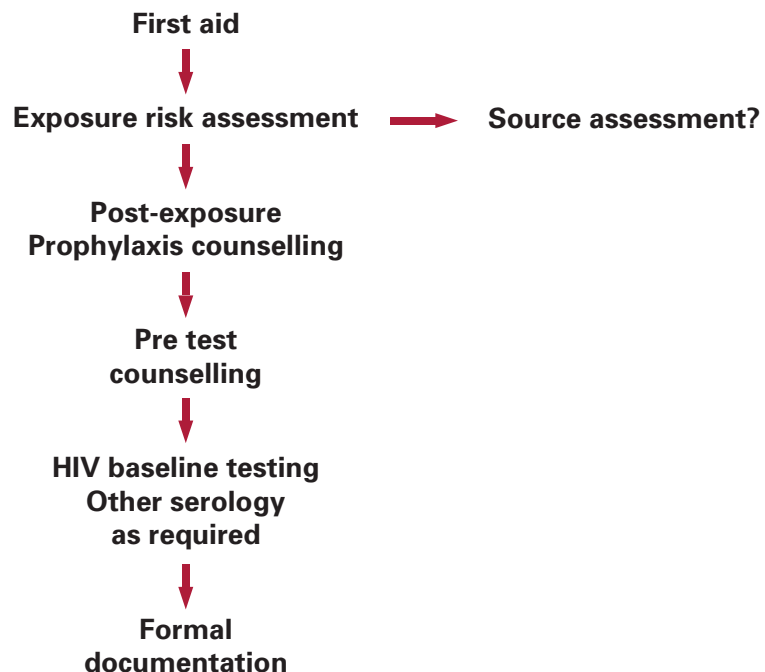 First aid
Exposure risk assessment
Source assessment?
Post-exposure
Prophylaxis counselling
Pre test
counselling
HIV baseline testing
Other serology
as required
Formal
documentation